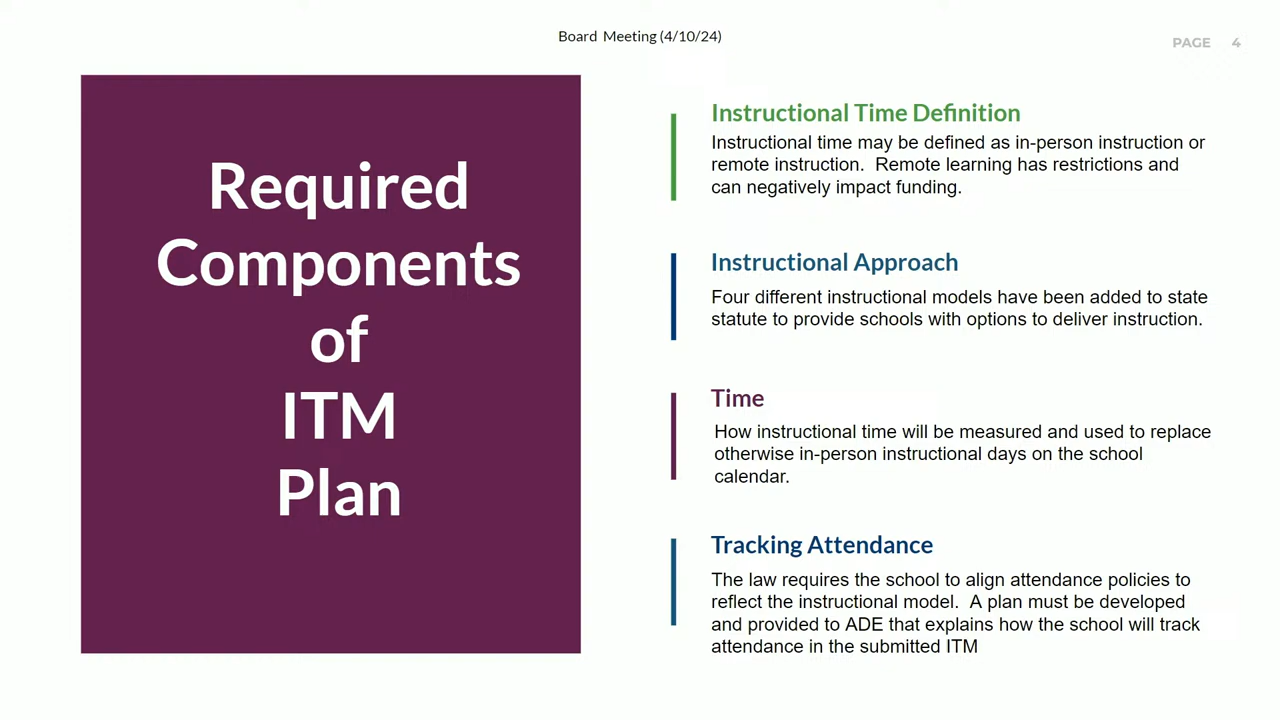 Board Meeting (4/10/24)
PAGE 4
Required
Components
of
ITM
Plan
Instructional Time Definition
Instructional time may be defined as in-person instruction or
remote instruction.  Remote learning has restrictions and
can negatively impact funding.
Instructional Approach
Four different instructional models have been added to state
statute to provide schools with options to deliver instruction.
Time
How instructional time will be measured and used to replace
otherwise in-person instructional days on the school
calendar.
Tracking Attendance
The law requires the school to align attendance policies to
reflect the instructional model.  A plan must be developed
and provided to ADE that explains how the school will track
attendance in the submitted ITM